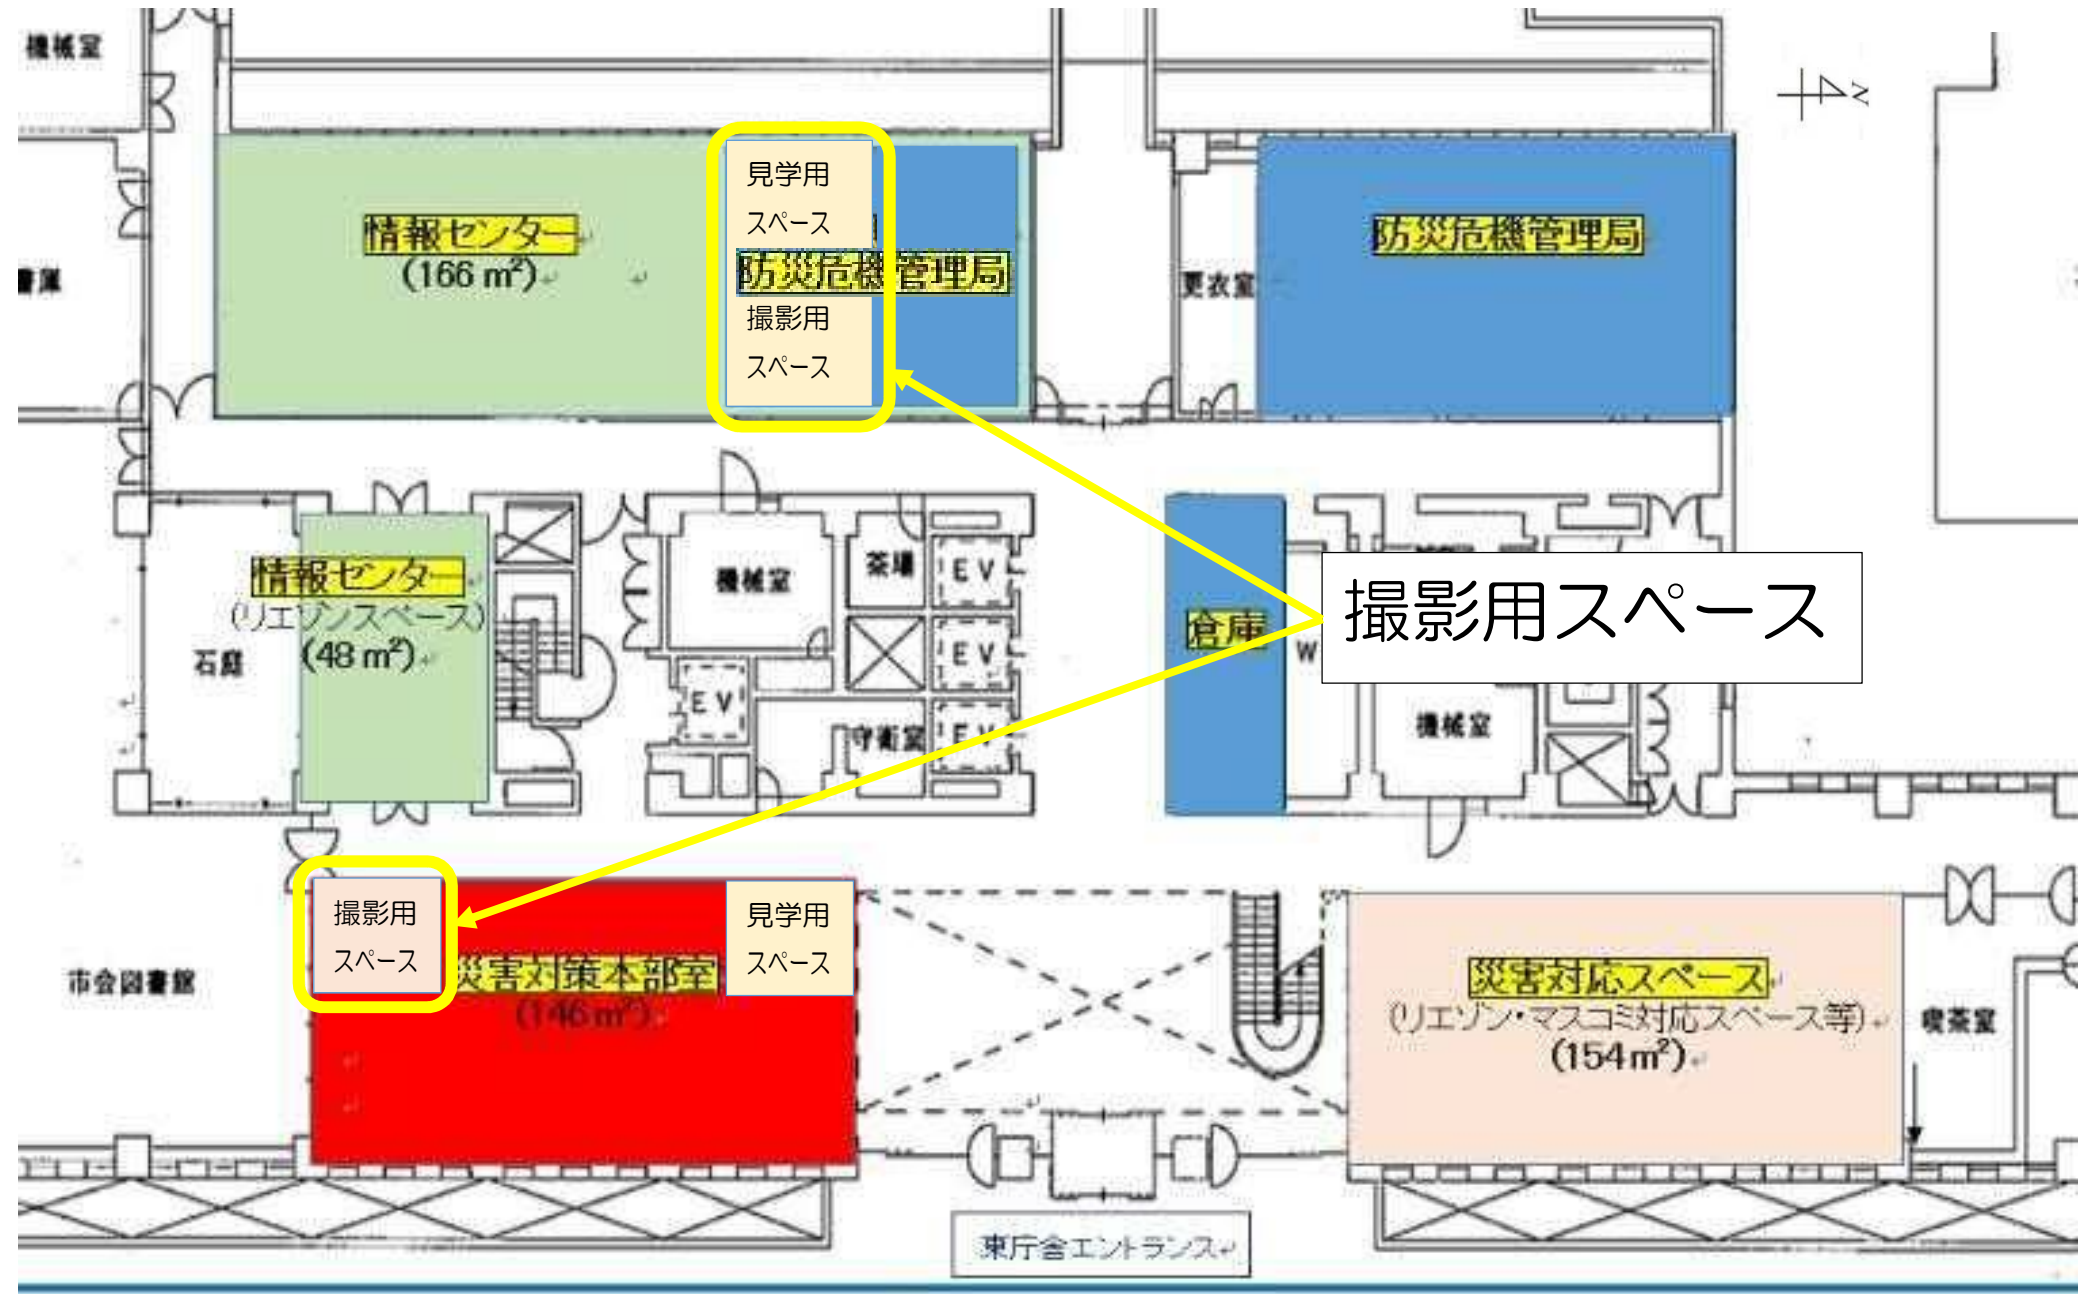 機械室
N
書庫
情報センター
(166 m²)
見学用
スペース
防災危機管理局
撮影用
スペース
更衣室
防災危機管理局
情報センター
(リエゾンスペース)
(48 m²)
石庭
機械室
茶場
EV
EV
EV
EV
守衛室
倉庫
W
撮影用スペース
機械室
撮影用
スペース
災害対策本部室
(146 m²)
見学用
スペース
市会図書館
災害対応スペース
(リエゾン・マスコミ対応スペース等)
(154 m²)
喫茶室
東庁舎エントランス